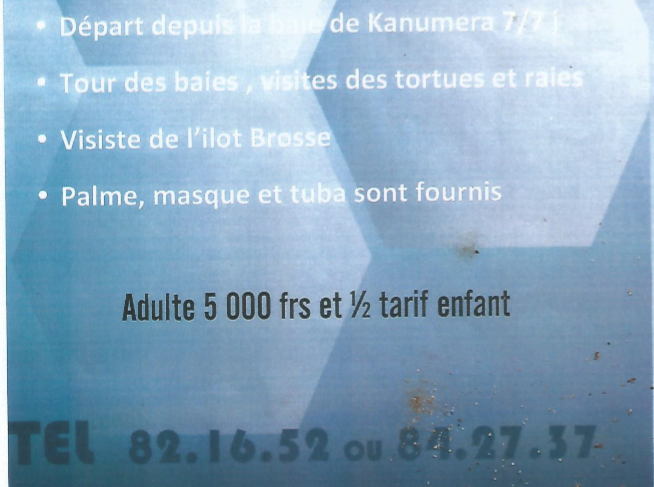 • Départ depuis la baie de Kanumera 7/7 j
• Tour des baies , visites des tortues et raies
• Visiste de l'ilot Brosse
• Palme, masque et tuba sont fournis
Adulte 5 000 frs et ½ tarif enfant
TEL 82.16.52 ou 84.27.37